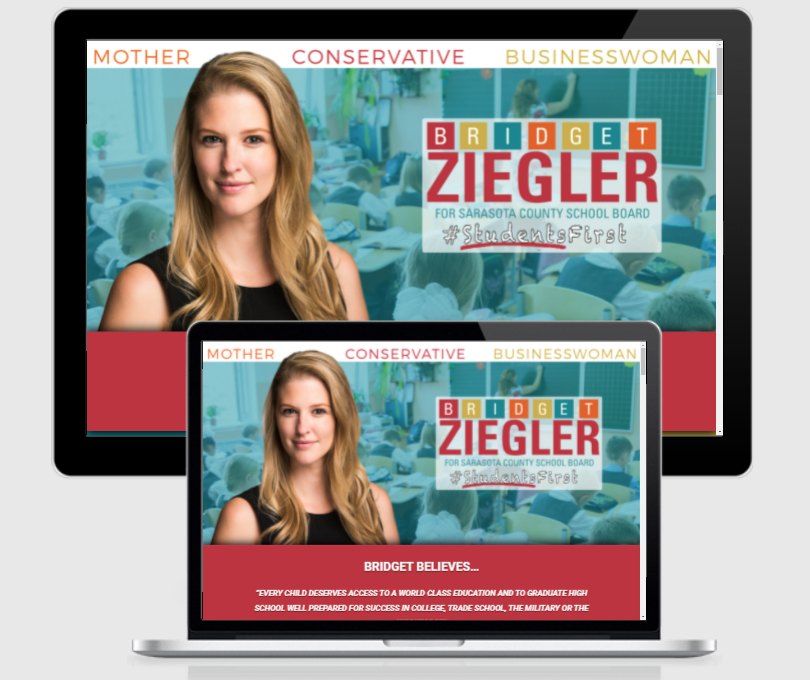 MOTHER CONSERVATIVE BUSINESSWOMAN
BRIDGET
ZIEGLER
FOR SARASOTA COUNTY SCHOOL BOARD
#StudentsFirst
MOTHER CONSERVATIVE BUSINESSWOMAN
BRIDGET
ZIEGLER
FOR SARASOTA COUNTY SCHOOL BOARD
#StudentsFirst
BRIDGET BELIEVES...
"EVERY CHILD DESERVES ACCESS TO A WORLD CLASS EDUCATION AND TO GRADUATE HIGH
SCHOOL WELL PREPARED FOR SUCCESS IN COLLEGE, TRADE SCHOOL, THE MILITARY OR THE